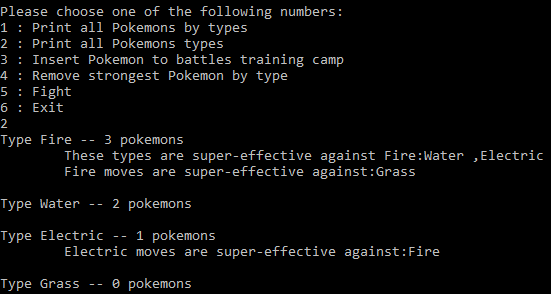 Please choose one of the following numbers:
1 : Print all Pokemons by types
2 : Print all Pokemons types
3 : Insert Pokemon to battles training camp
4 : Remove strongest Pokemon by type
5 : Fight
6 : Exit
2
Type Fire -- 3 pokemons
        These types are super-effective against Fire:Water ,Electric
        Fire moves are super-effective against:Grass

Type Water -- 2 pokemons

Type Electric -- 1 pokemons
        Electric moves are super-effective against:Fire

Type Grass -- 0 pokemons